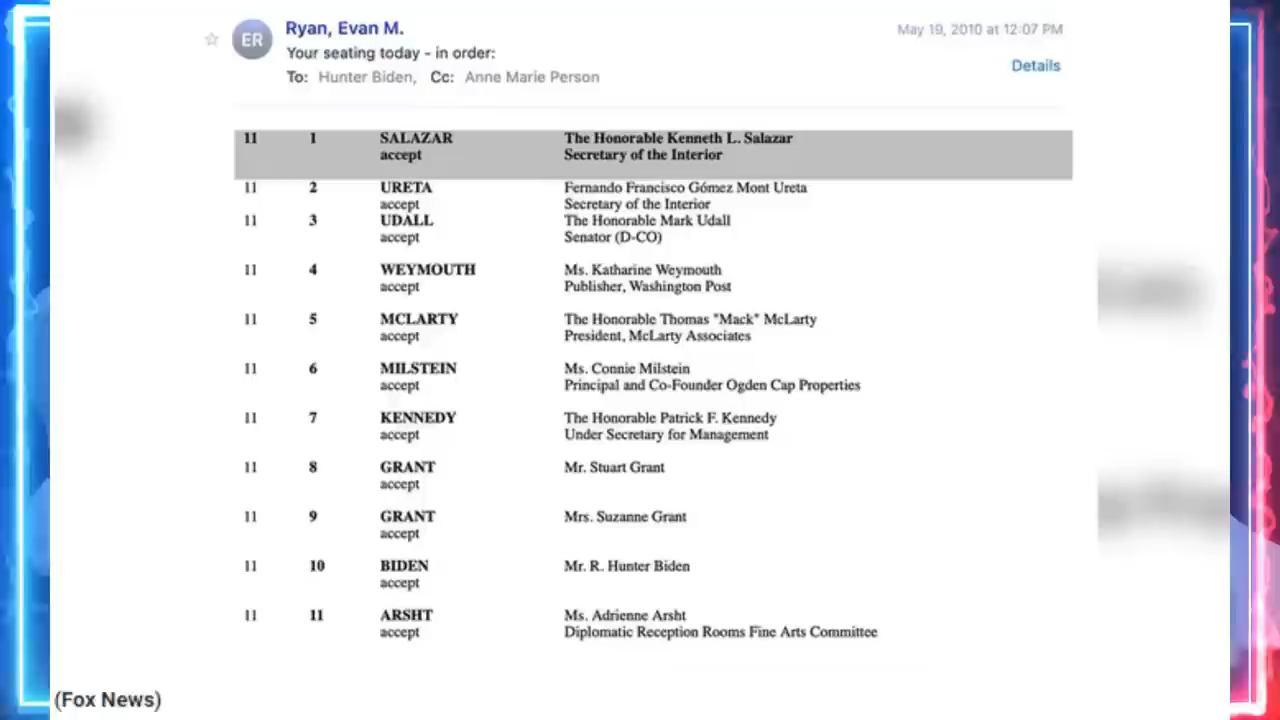 Ryan, Evan M.
May 19, 2010 at 12:07 PM
ER
Your seating today - in order:
Details
To: Hunter Biden, Cc: Anne Marie Person
11 1 SALAZAR The Honorable Kenneth L. Salazar
accept Secretary of the Interior
11 2 URETA Fernando Francisco Gómez Mont Ureta
accept Secretary of the Interior
11 3 UDALL The Honorable Mark Udall
accept Senator (D-CO)
11 4 WEYMOUTH Ms. Katharine Weymouth
accept Publisher, Washington Post
11 5 MCLARTY The Honorable Thomas "Mack" McLarty
accept President, McLarty Associates
11 6 MILSTEIN Ms. Connie Milstein
accept Principal and Co-Founder Ogden Cap Properties
11 7 KENNEDY The Honorable Patrick F. Kennedy
accept Under Secretary for Management
11 8 GRANT Mr. Stuart Grant
accept
11 9 GRANT Mrs. Suzanne Grant
accept
11 10 BIDEN Mr. R. Hunter Biden
accept
11 11 ARSHT Ms. Adrienne Arsht
accept Diplomatic Reception Rooms Fine Arts Committee
(Fox News)